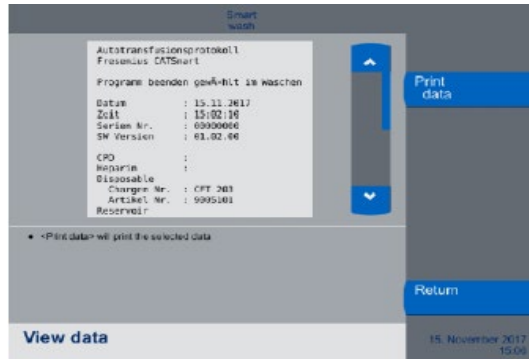 Smart
wash
Autotransfusionsprotokoll
Fresenius CATSmart
Programm beenden gewÃ¤hlt im Waschen
Datum : 15.11.2017
Zeit : 15:02:10
Serien Nr. : 00000000
SW Version : 01.02.00
CPD :
Heparin :
Disposable
Chargen Nr. : CFT 203
Artikel Nr. : 9005101
Reservoir
Print
data
• <Print data> will print the selected data
Return
View data
15. November 2017
15:06